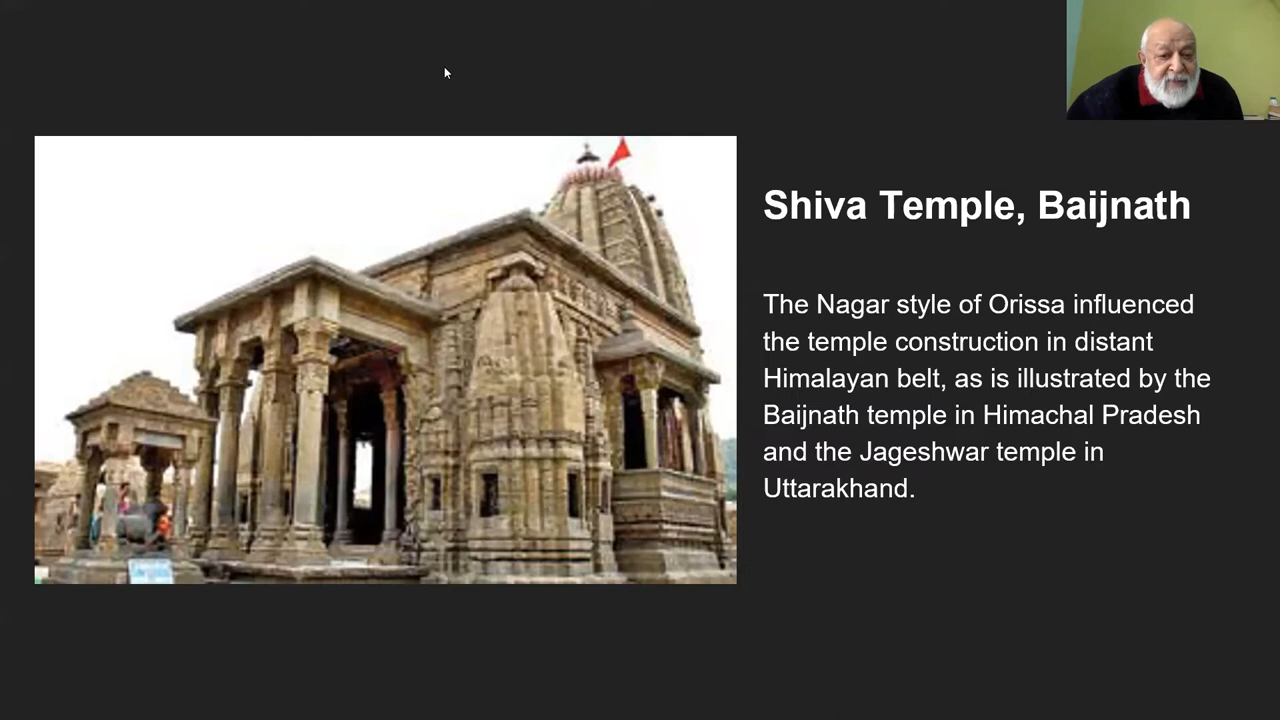 Shiva Temple, Baijnath
The Nagar style of Orissa influenced
the temple construction in distant
Himalayan belt, as is illustrated by the
Baijnath temple in Himachal Pradesh
and the Jageshwar temple in
Uttarakhand.